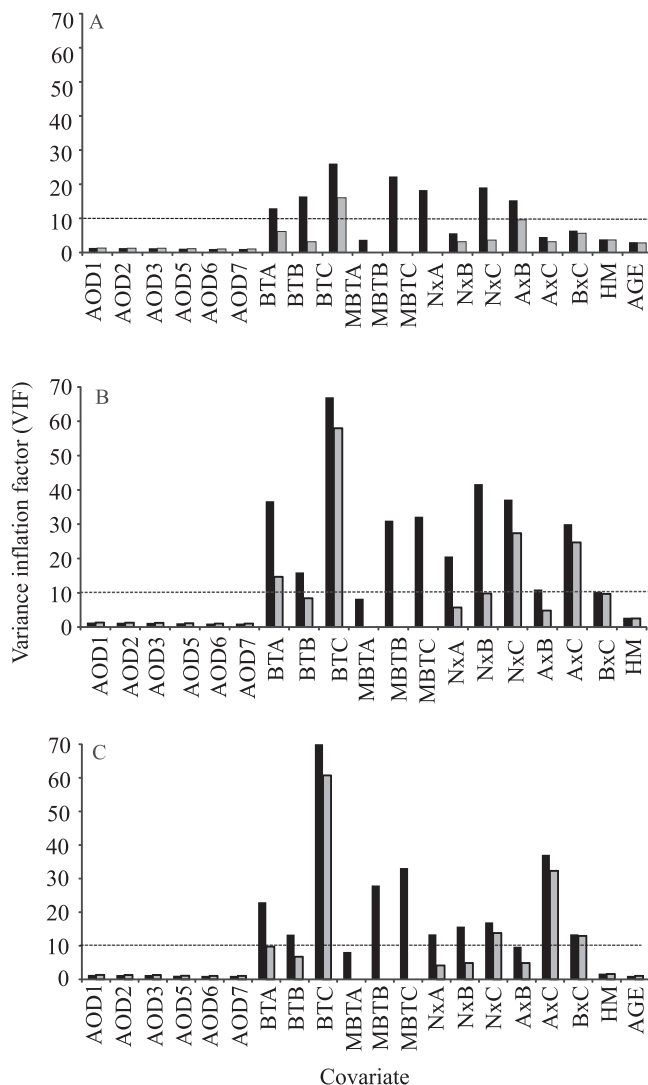 A
70
60
50
40
30
20
10
0
AOD1
AOD2
AOD3
AOD5
AOD6
AOD7
BTA
BTB
BTC
MBTA
MBTB
MBTC
NxA
NxB
NxC
AxB
AxC
BxC
HM
AGE
Variance inflation factor (VIF)
B
70
60
50
40
30
20
10
0
AOD1
AOD2
AOD3
AOD5
AOD6
AOD7
BTA
BTB
BTC
MBTA
MBTB
MBTC
NxA
NxB
NxC
AxB
AxC
BxC
HM
C
70
60
50
40
30
20
10
0
AOD1
AOD2
AOD3
AOD5
AOD6
AOD7
BTA
BTB
BTC
MBTA
MBTB
MBTC
NxA
NxB
NxC
AxB
AxC
BxC
HM
AGE
Covariate